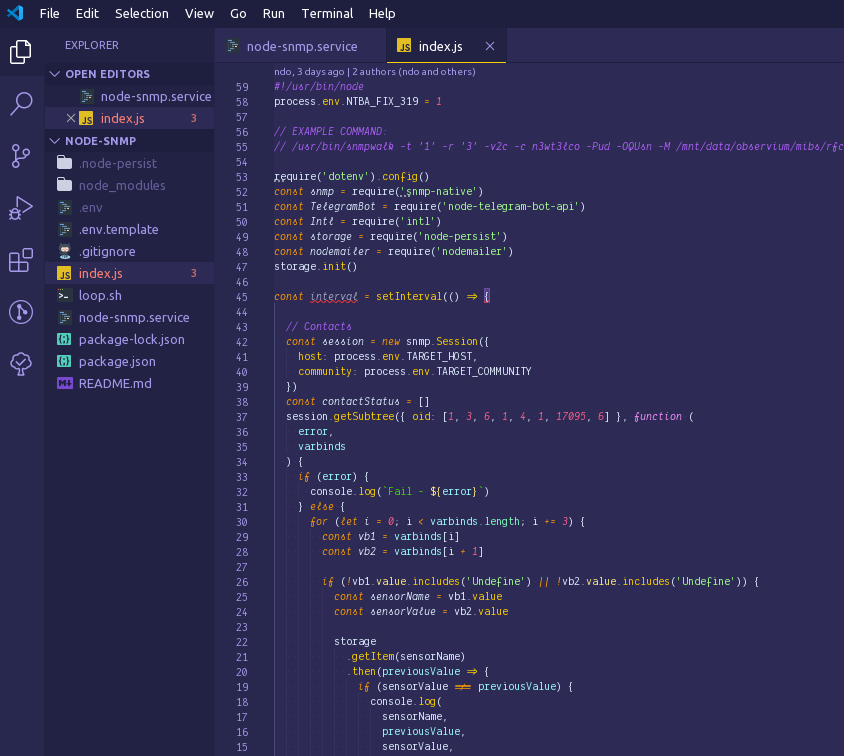 File Edit Selection View Go Run Terminal Help
EXPLORER
OPEN EDITORS
node-snmp.service
JS index.js 3
NODE-SNMP
.node-persist
node_modules
.env
.env.template
.gitignore
JS index.js 3
loop.sh
node-snmp.service
package-lock.json
package.json
README.md
node-snmp.service
JS index.js
ndo, 3 days ago | 2 authors (ndo and others)
59 #!/usr/bin/node
58 process.env.NTBA_FIX_319 = 1
57
56 // EXAMPLE COMMAND:
55 // /usr/bin/snmpwalk -t '1' -r '3' -v2c -c n3wt3lco -Pud -OQUsn -M /mnt/data/observium/mibs/rfc
54
53 require('dotenv').config()
52 const snmp = require('snmp-native')
51 const TelegramBot = require('node-telegram-bot-api')
50 const Intl = require('intl')
49 const storage = require('node-persist')
48 const nodemailer = require('nodemailer')
47 storage.init()
46
45 const interval = setInterval(() => {
44
43 // Contacts
42 const session = new snmp.Session({
41 host: process.env.TARGET_HOST,
40 community: process.env.TARGET_COMMUNITY
39 })
38 const contactStatus = []
37 session.getSubtree({ oid: [1, 3, 6, 1, 4, 1, 17095, 6] }, function (
36 error,
35 varbinds
34 ) {
33 if (error) {
32 console.log(`Fail - ${error}`)
31 } else {
30 for (let i = 0; i < varbinds.length; i += 3) {
29 const vb1 = varbinds[i]
28 const vb2 = varbinds[i + 1]
27
26 if (!vb1.value.includes('Undefine') || !vb2.value.includes('Undefine')) {
25 const sensorName = vb1.value
24 const sensorValue = vb2.value
23
22 storage
21 .getItem(sensorName)
20 .then(previousValue => {
19 if (sensorValue !== previousValue) {
18 console.log(
17 sensorName,
16 previousValue,
15 sensorValue,